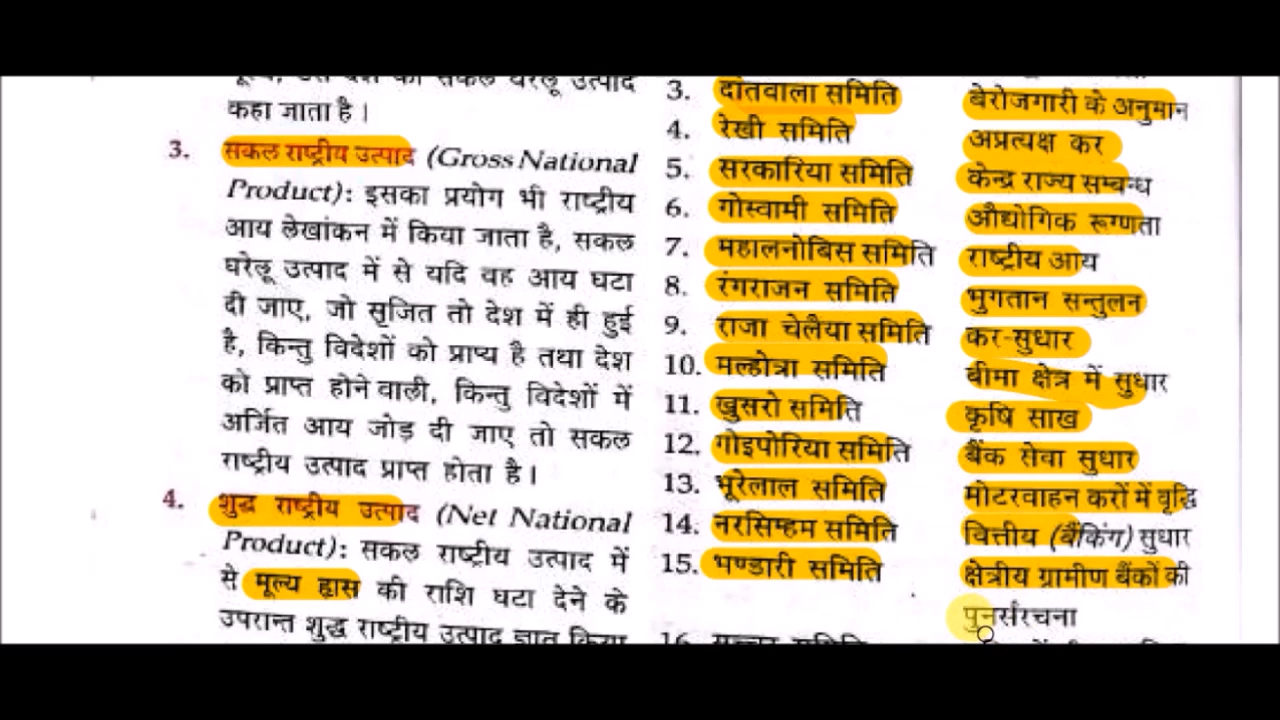 उत्पाद
कहा जाता है।
3. सकल राष्ट्रीय उत्पाद (Gross National
Product): इसका प्रयोग भी राष्ट्रीय
आय लेखांकन में किया जाता है, सकल
घरेलू उत्पाद में से यदि वह आय घटा
दी जाए, जो सृजित तो देश में ही हुई
है, किन्तु विदेशों को प्राप्य है तथा देश
को प्राप्त होने वाली, किन्तु विदेशों में
अर्जित आय जोड़ दी जाए तो सकल
राष्ट्रीय उत्पाद प्राप्त होता है।
4. शुद्ध राष्ट्रीय उत्पाद (Net National
Product): सकल राष्ट्रीय उत्पाद में
से मूल्य ह्रास की राशि घटा देने के
उपरान्त शुद्ध राष्ट्रीय उत्पाद ज्ञात किया
3. दांतवाला समिति बेरोजगारी के अनुमान
4. रेखी समिति अप्रत्यक्ष कर
5. सरकारिया समिति केन्द्र राज्य सम्बन्ध
6. गोस्वामी समिति औद्योगिक रूग्णता
7. महालनोबिस समिति राष्ट्रीय आय
8. रंगराजन समिति भुगतान सन्तुलन
9. राजा चेलैया समिति कर-सुधार
10. मल्होत्रा समिति बीमा क्षेत्र में सुधार
11. खुसरो समिति कृषि साख
12. गोइपोरिया समिति बैंक सेवा सुधार
13. भूरेलाल समिति मोटरवाहन करों में वृद्धि
14. नरसिम्हम समिति वित्तीय (बैंकिंग) सुधार
15. भण्डारी समिति क्षेत्रीय ग्रामीण बैंकों की
पुनर्संरचना
16.